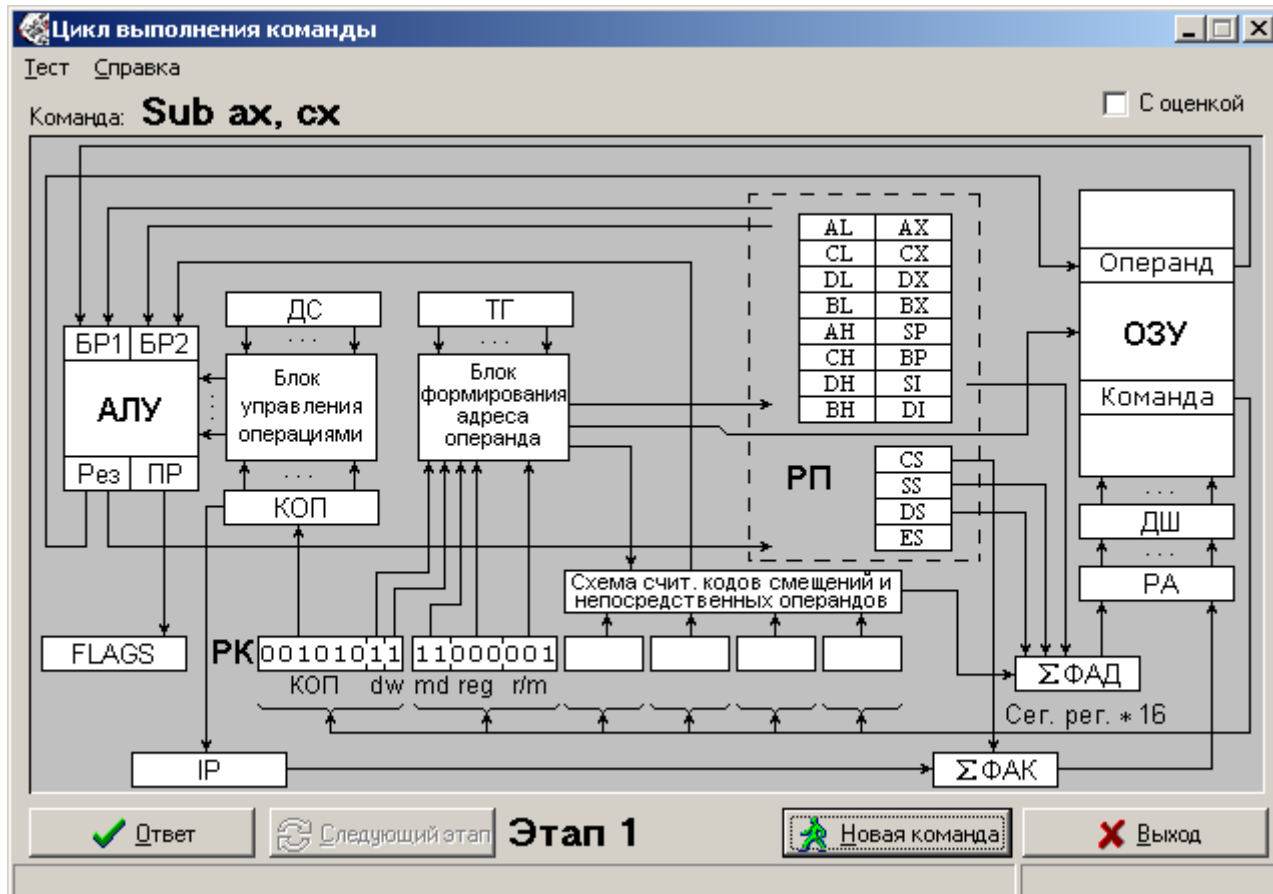 Цикл выполнения команды
Тест Справка
Команда: Sub ax, cx
С оценкой
AL AX
CL CX
DL DX
BL BX
AH SP
CH BP
DH SI
BH DI
Операнд
ОЗУ
Команда
ДС
ТГ
БР1 БР2
АЛУ
Рез ПР
. . .
Блок
управления
операциями
. . .
КОП
. . .
Блок
формирования
адреса
операнда
РП
CS
SS
DS
ES
. . .
ДШ
. . .
РА
Схема счит. кодов смещений и
непосредственных операндов
FLAGS
РК 00101011 11000001
КОП dw md reg r/m
ΣФАД
Сег. рег. * 16
IP
ΣФАК
Ответ
Следующий этап
Этап 1
Новая команда
Выход